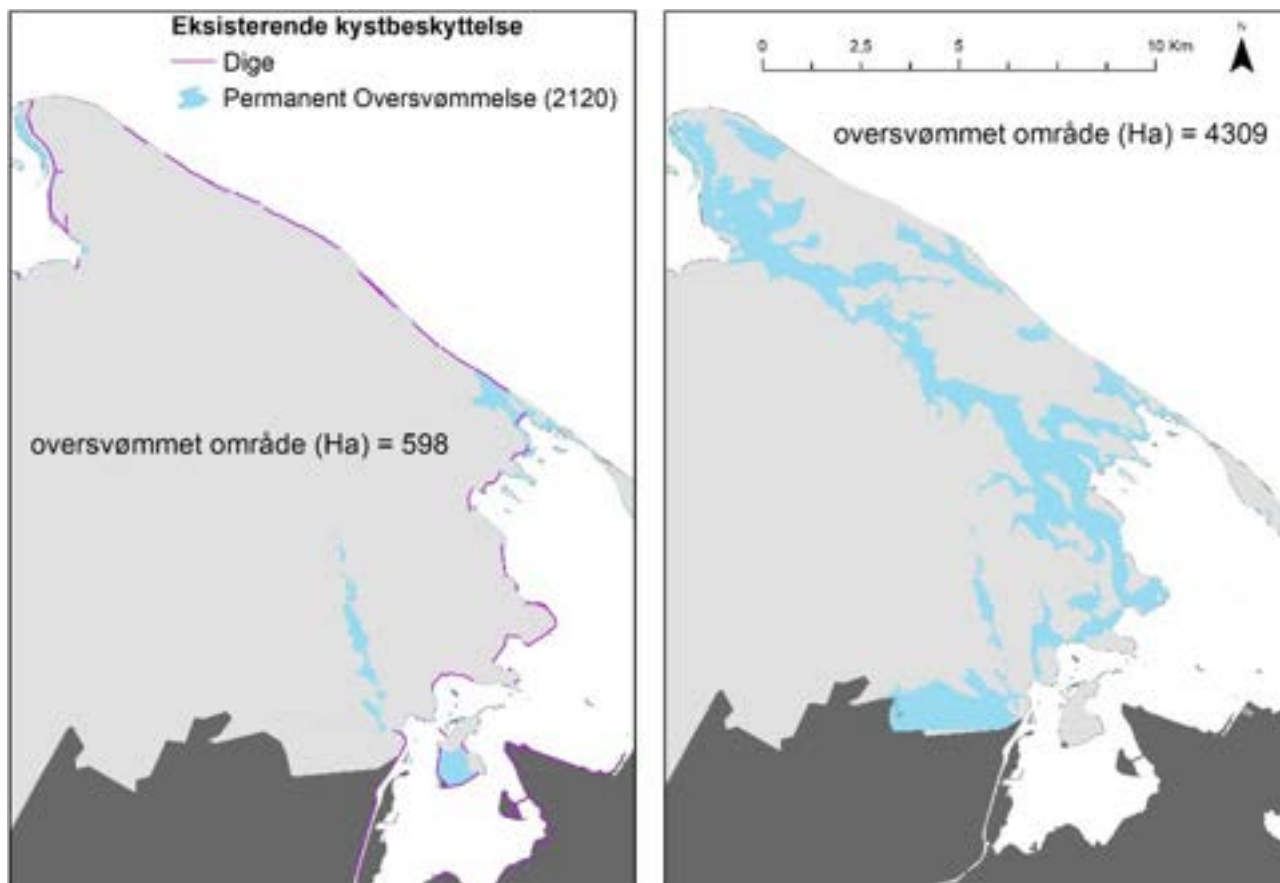 Eksisterende kystbeskyttelse
Dige
Permanent Oversvømmelse (2120)
oversvømmet område (Ha) = 598
0 2,5 5 10 Km
N
oversvømmet område (Ha) = 4309